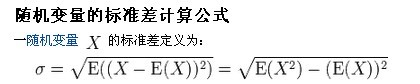 随机变量的标准差计算公式
一随机变量 X 的标准差定义为：
σ = √E((X − E(X))²) = √E(X²) − (E(X))²